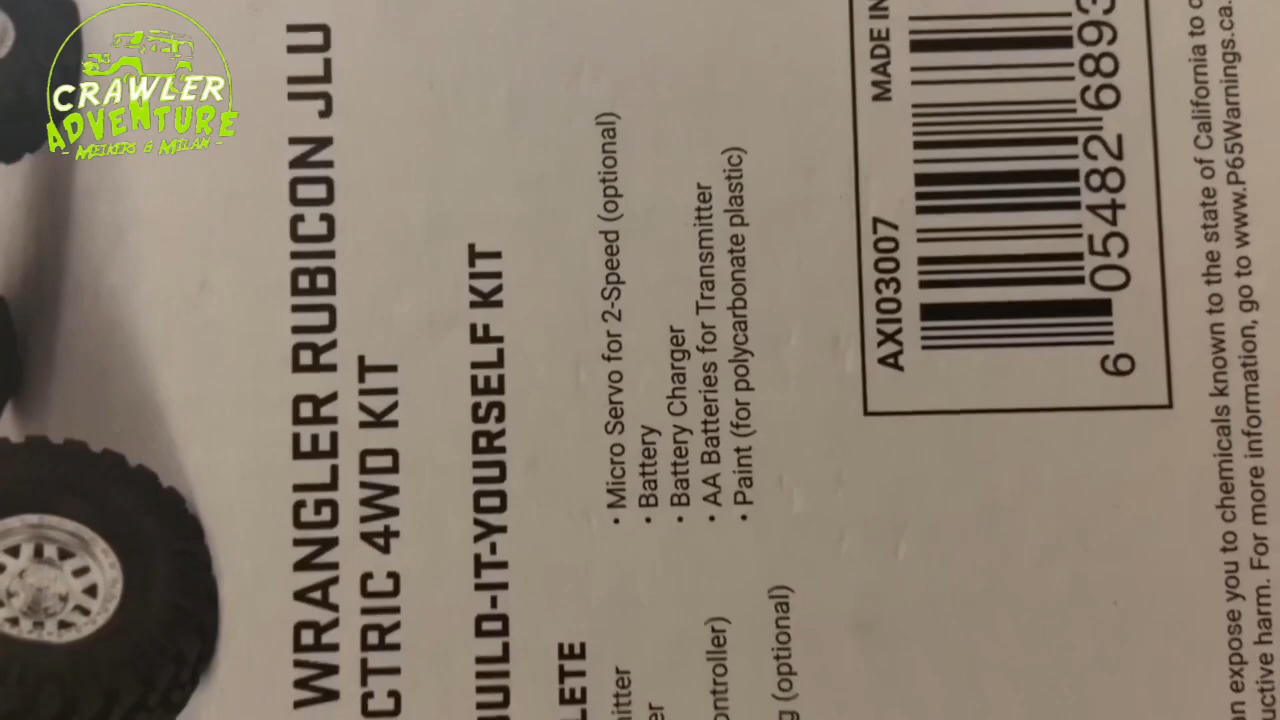 CRAWLER
ADVENTURE
- MEIKERS & MILAN -
WRANGLER RUBICON JLU
CTRIC 4WD KIT
BUILD-IT-YOURSELF KIT
LETE
• Micro Servo for 2-Speed (optional)
• Battery
• Battery Charger
• AA Batteries for Transmitter
• Paint (for polycarbonate plastic)
itter
er
ontroller)
g (optional)
AXI03007
MADE IN
6 05482 6893
n expose you to chemicals known to the state of California to c
uctive harm. For more information, go to www.P65Warnings.ca.